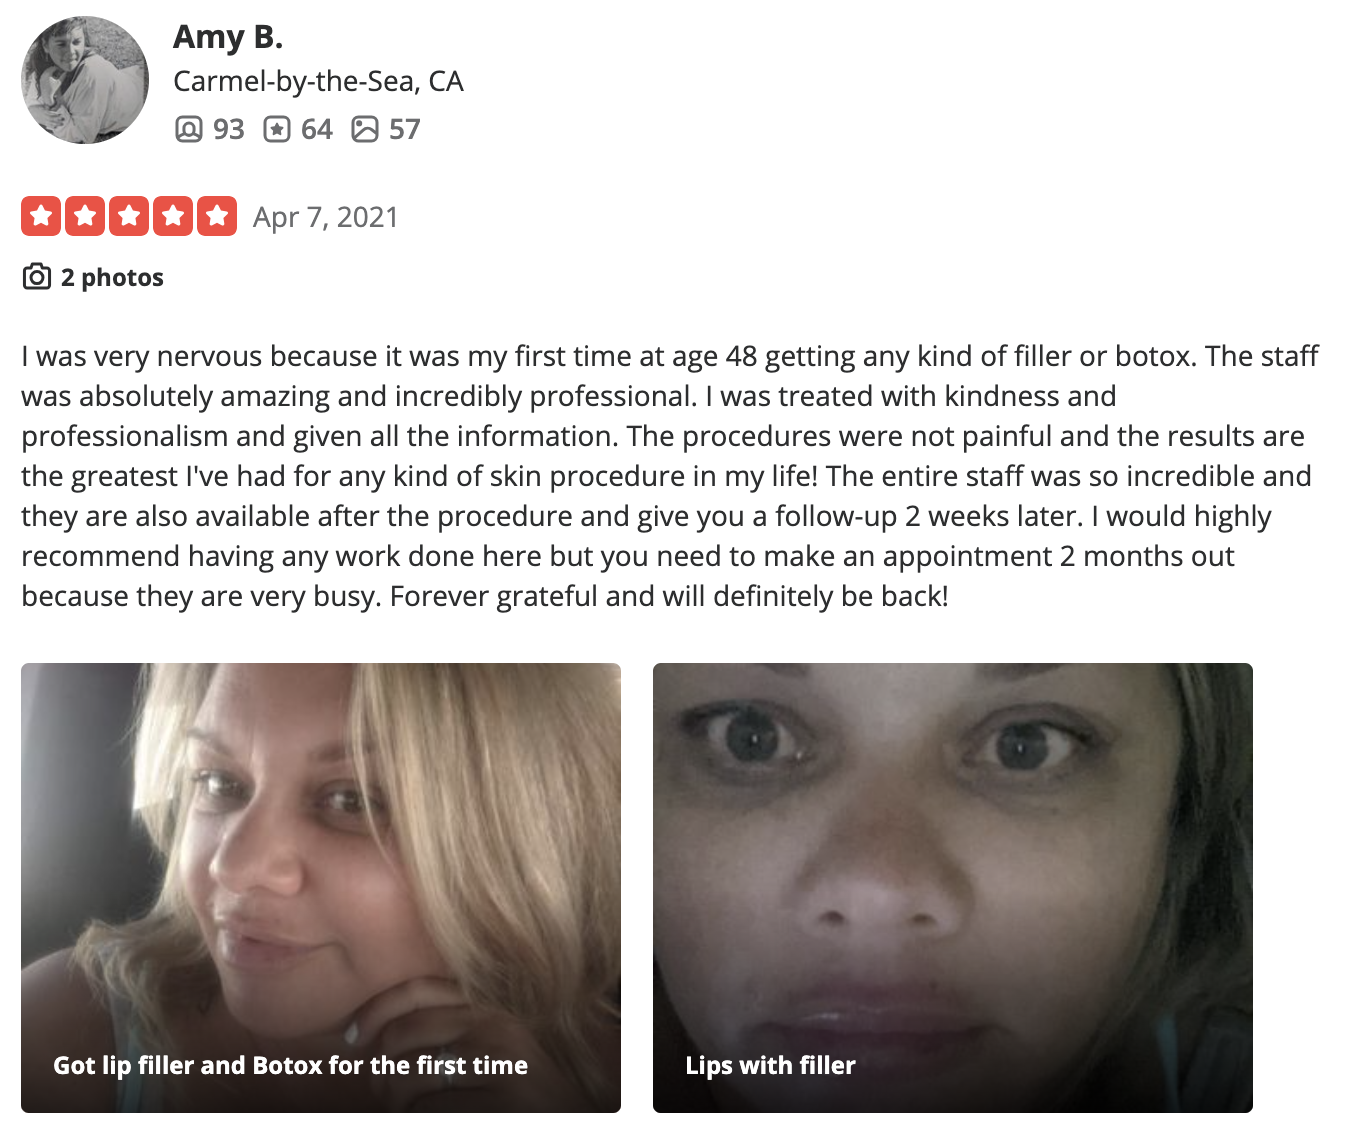 Amy B.
Carmel-by-the-Sea, CA
93 64 57
Apr 7, 2021
2 photos
I was very nervous because it was my first time at age 48 getting any kind of filler or botox. The staff
was absolutely amazing and incredibly professional. I was treated with kindness and
professionalism and given all the information. The procedures were not painful and the results are
the greatest I've had for any kind of skin procedure in my life! The entire staff was so incredible and
they are also available after the procedure and give you a follow-up 2 weeks later. I would highly
recommend having any work done here but you need to make an appointment 2 months out
because they are very busy. Forever grateful and will definitely be back!
Got lip filler and Botox for the first time
Lips with filler